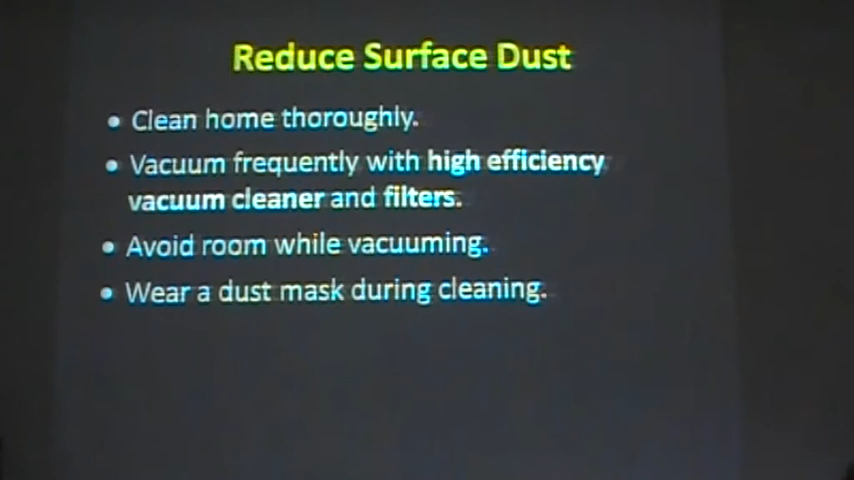 Reduce Surface Dust
• Clean home thoroughly.
• Vacuum frequently with high efficiency
vacuum cleaner and filters.
• Avoid room while vacuuming.
• Wear a dust mask during cleaning.